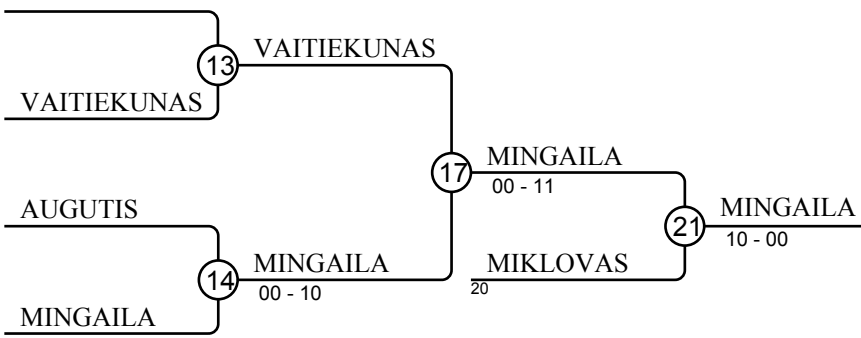 VAITIEKUNAS
13
VAITIEKUNAS
AUGUTIS
14
MINGAILA
00 - 10
MINGAILA
17
MINGAILA
00 - 11
MIKLOVAS
20
21
MINGAILA
10 - 00